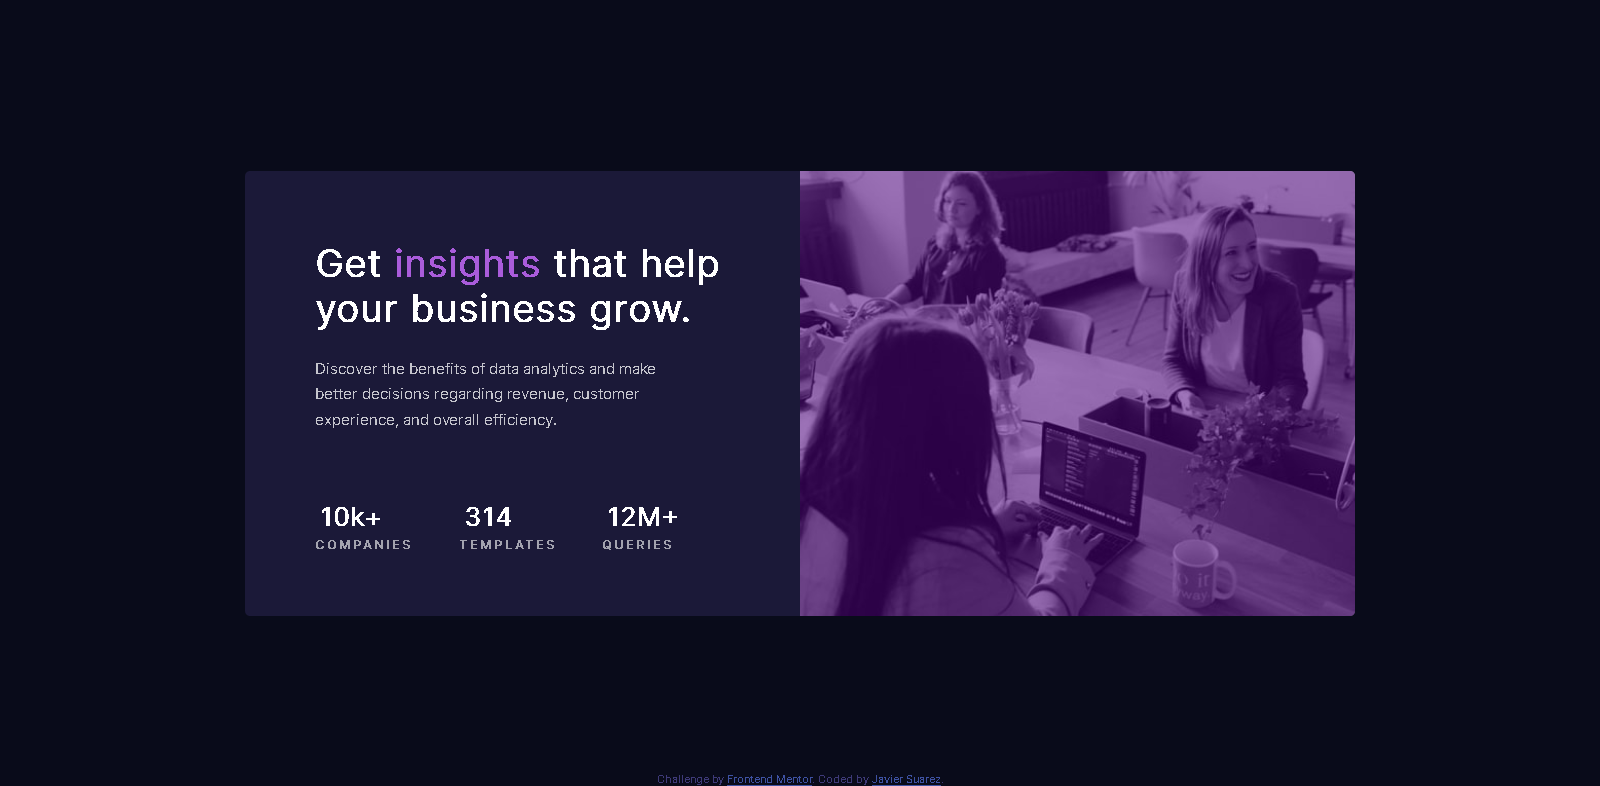 Get insights that help
your business grow.
Discover the benefits of data analytics and make
better decisions regarding revenue, customer
experience, and overall efficiency.
10k+ 314 12M+
COMPANIES TEMPLATES QUERIES
Challenge by Frontend Mentor. Coded by Javier Suarez.